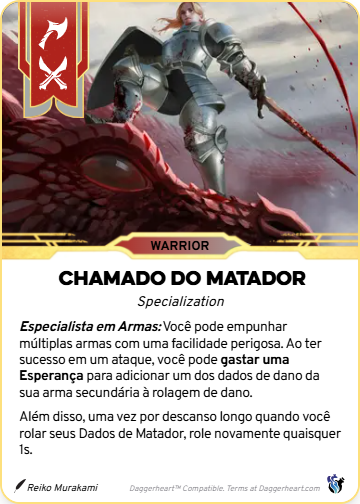 WARRIOR
CHAMADO DO MATADOR
Specialization
Especialista em Armas: Você pode empunhar
múltiplas armas com uma facilidade perigosa. Ao ter
sucesso em um ataque, você pode gastar uma
Esperança para adicionar um dos dados de dano da
sua arma secundária à rolagem de dano.
Além disso, uma vez por descanso longo quando você
rolar seus Dados de Matador, role novamente quaisquer
1s.
Reiko Murakami
Daggerheart™ Compatible. Terms at Daggerheart.com